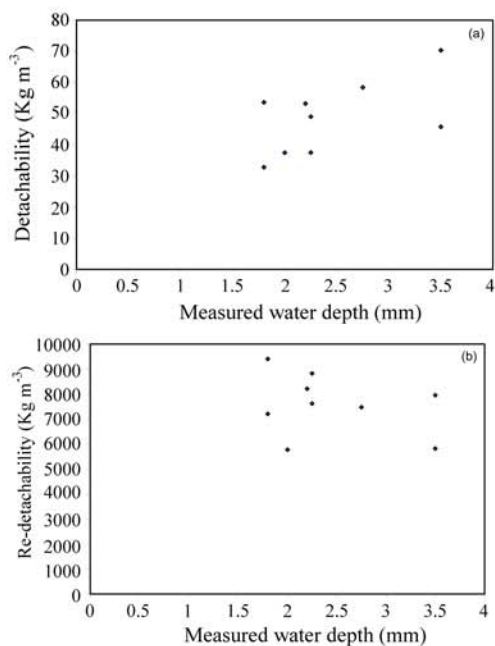 (a)
Detachability (Kg m⁻³)
80
70
60
50
40
30
20
10
0
0 0.5 1 1.5 2 2.5 3 3.5 4
Measured water depth (mm)
(b)
Re-detachability (Kg m⁻³)
10000
9000
8000
7000
6000
5000
4000
3000
2000
1000
0
0 0.5 1 1.5 2 2.5 3 3.5 4
Measured water depth (mm)